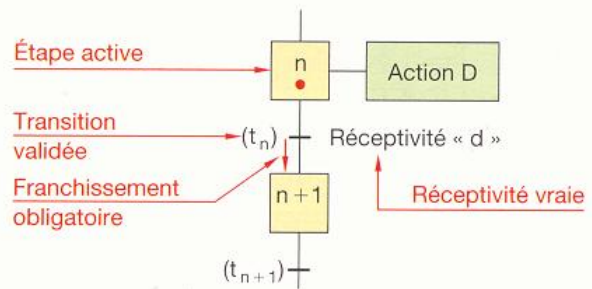 Étape active
n
Action D
Transition
validée
(tn)
Réceptivité « d »
Franchissement
obligatoire
n + 1
Réceptivité vraie
(tn + 1)